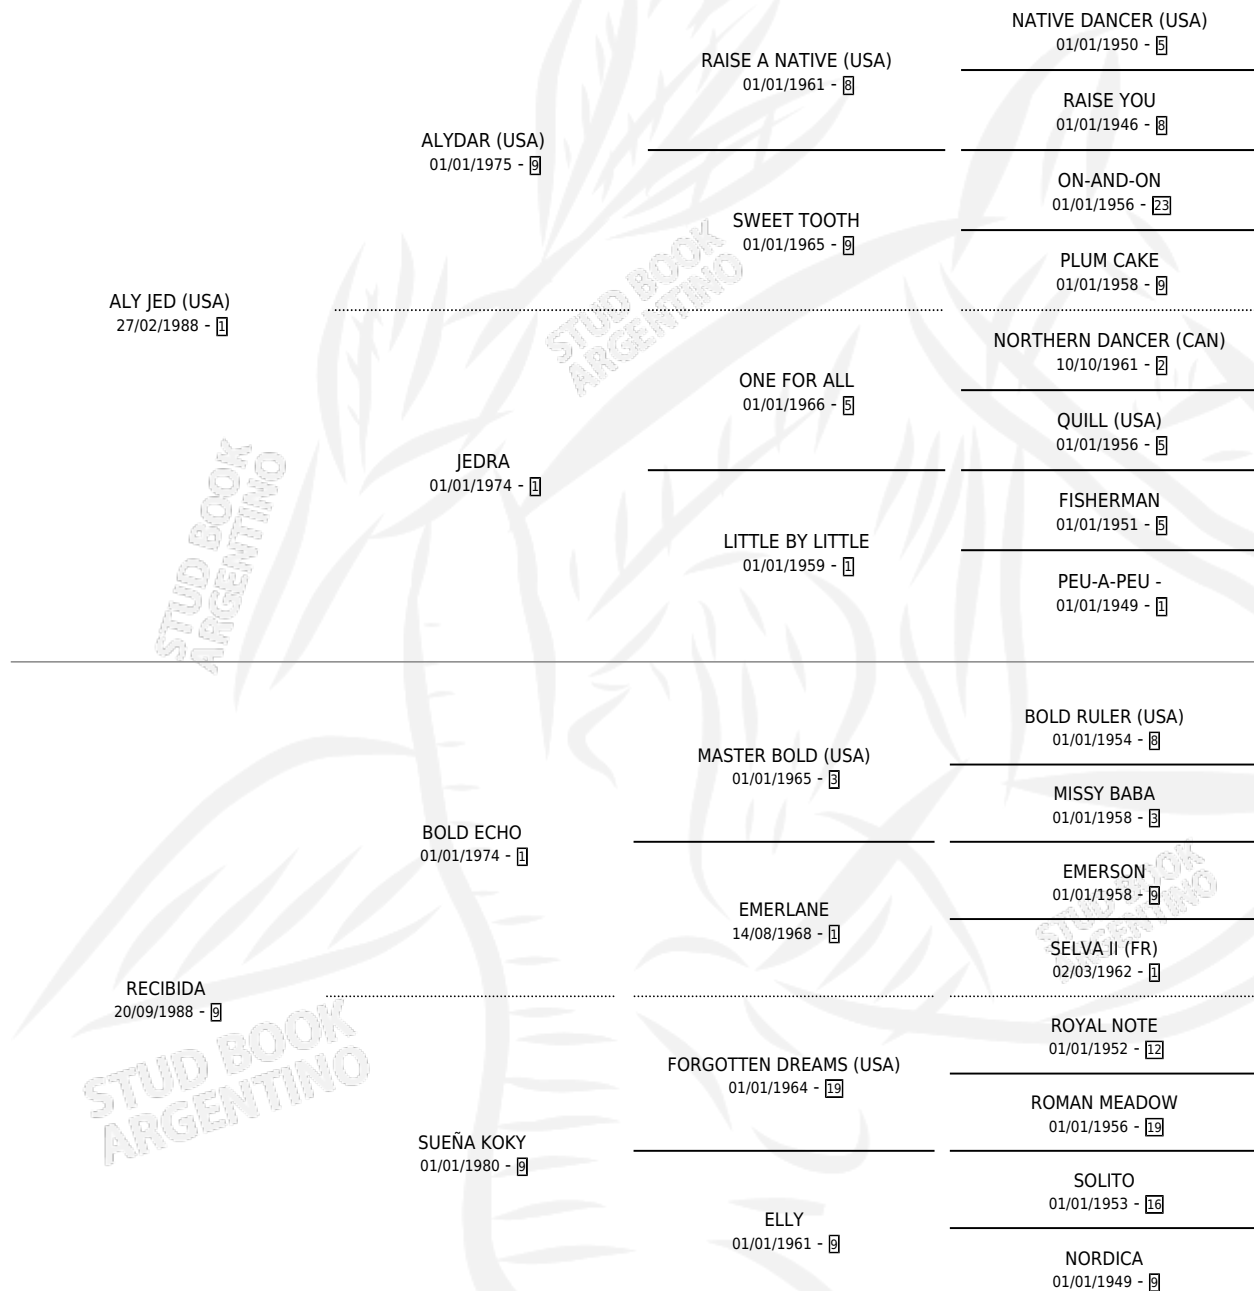 NATIVE DANCER (USA)
01/01/1950 - 5
RAISE A NATIVE (USA)
01/01/1961 - 8
RAISE YOU
01/01/1946 - 8
ALYDAR (USA)
01/01/1975 - 9
ON-AND-ON
01/01/1956 - 23
SWEET TOOTH
01/01/1965 - 9
PLUM CAKE
01/01/1958 - 9
ALY JED (USA)
27/02/1988 - 1
NORTHERN DANCER (CAN)
10/10/1961 - 2
ONE FOR ALL
01/01/1966 - 5
QUILL (USA)
01/01/1956 - 5
JEDRA
01/01/1974 - 1
FISHERMAN
01/01/1951 - 5
LITTLE BY LITTLE
01/01/1959 - 1
PEU-A-PEU -
01/01/1949 - 1
BOLD RULER (USA)
01/01/1954 - 8
MASTER BOLD (USA)
01/01/1965 - 3
MISSY BABA
01/01/1958 - 3
BOLD ECHO
01/01/1974 - 1
EMERSON
01/01/1958 - 9
EMERLANE
14/08/1968 - 1
SELVA II (FR)
02/03/1962 - 1
RECIBIDA
20/09/1988 - 9
ROYAL NOTE
01/01/1952 - 12
FORGOTTEN DREAMS (USA)
01/01/1964 - 19
ROMAN MEADOW
01/01/1956 - 19
SUEÑA KOKY
01/01/1980 - 9
SOLITO
01/01/1953 - 16
ELLY
01/01/1961 - 9
NORDICA
01/01/1949 - 9
STUD BOOK
ARGENTINO
STUD BOOK
ARGENTINO
STUD BOOK
ARGENTINO
STUD BOOK
ARGENTINO